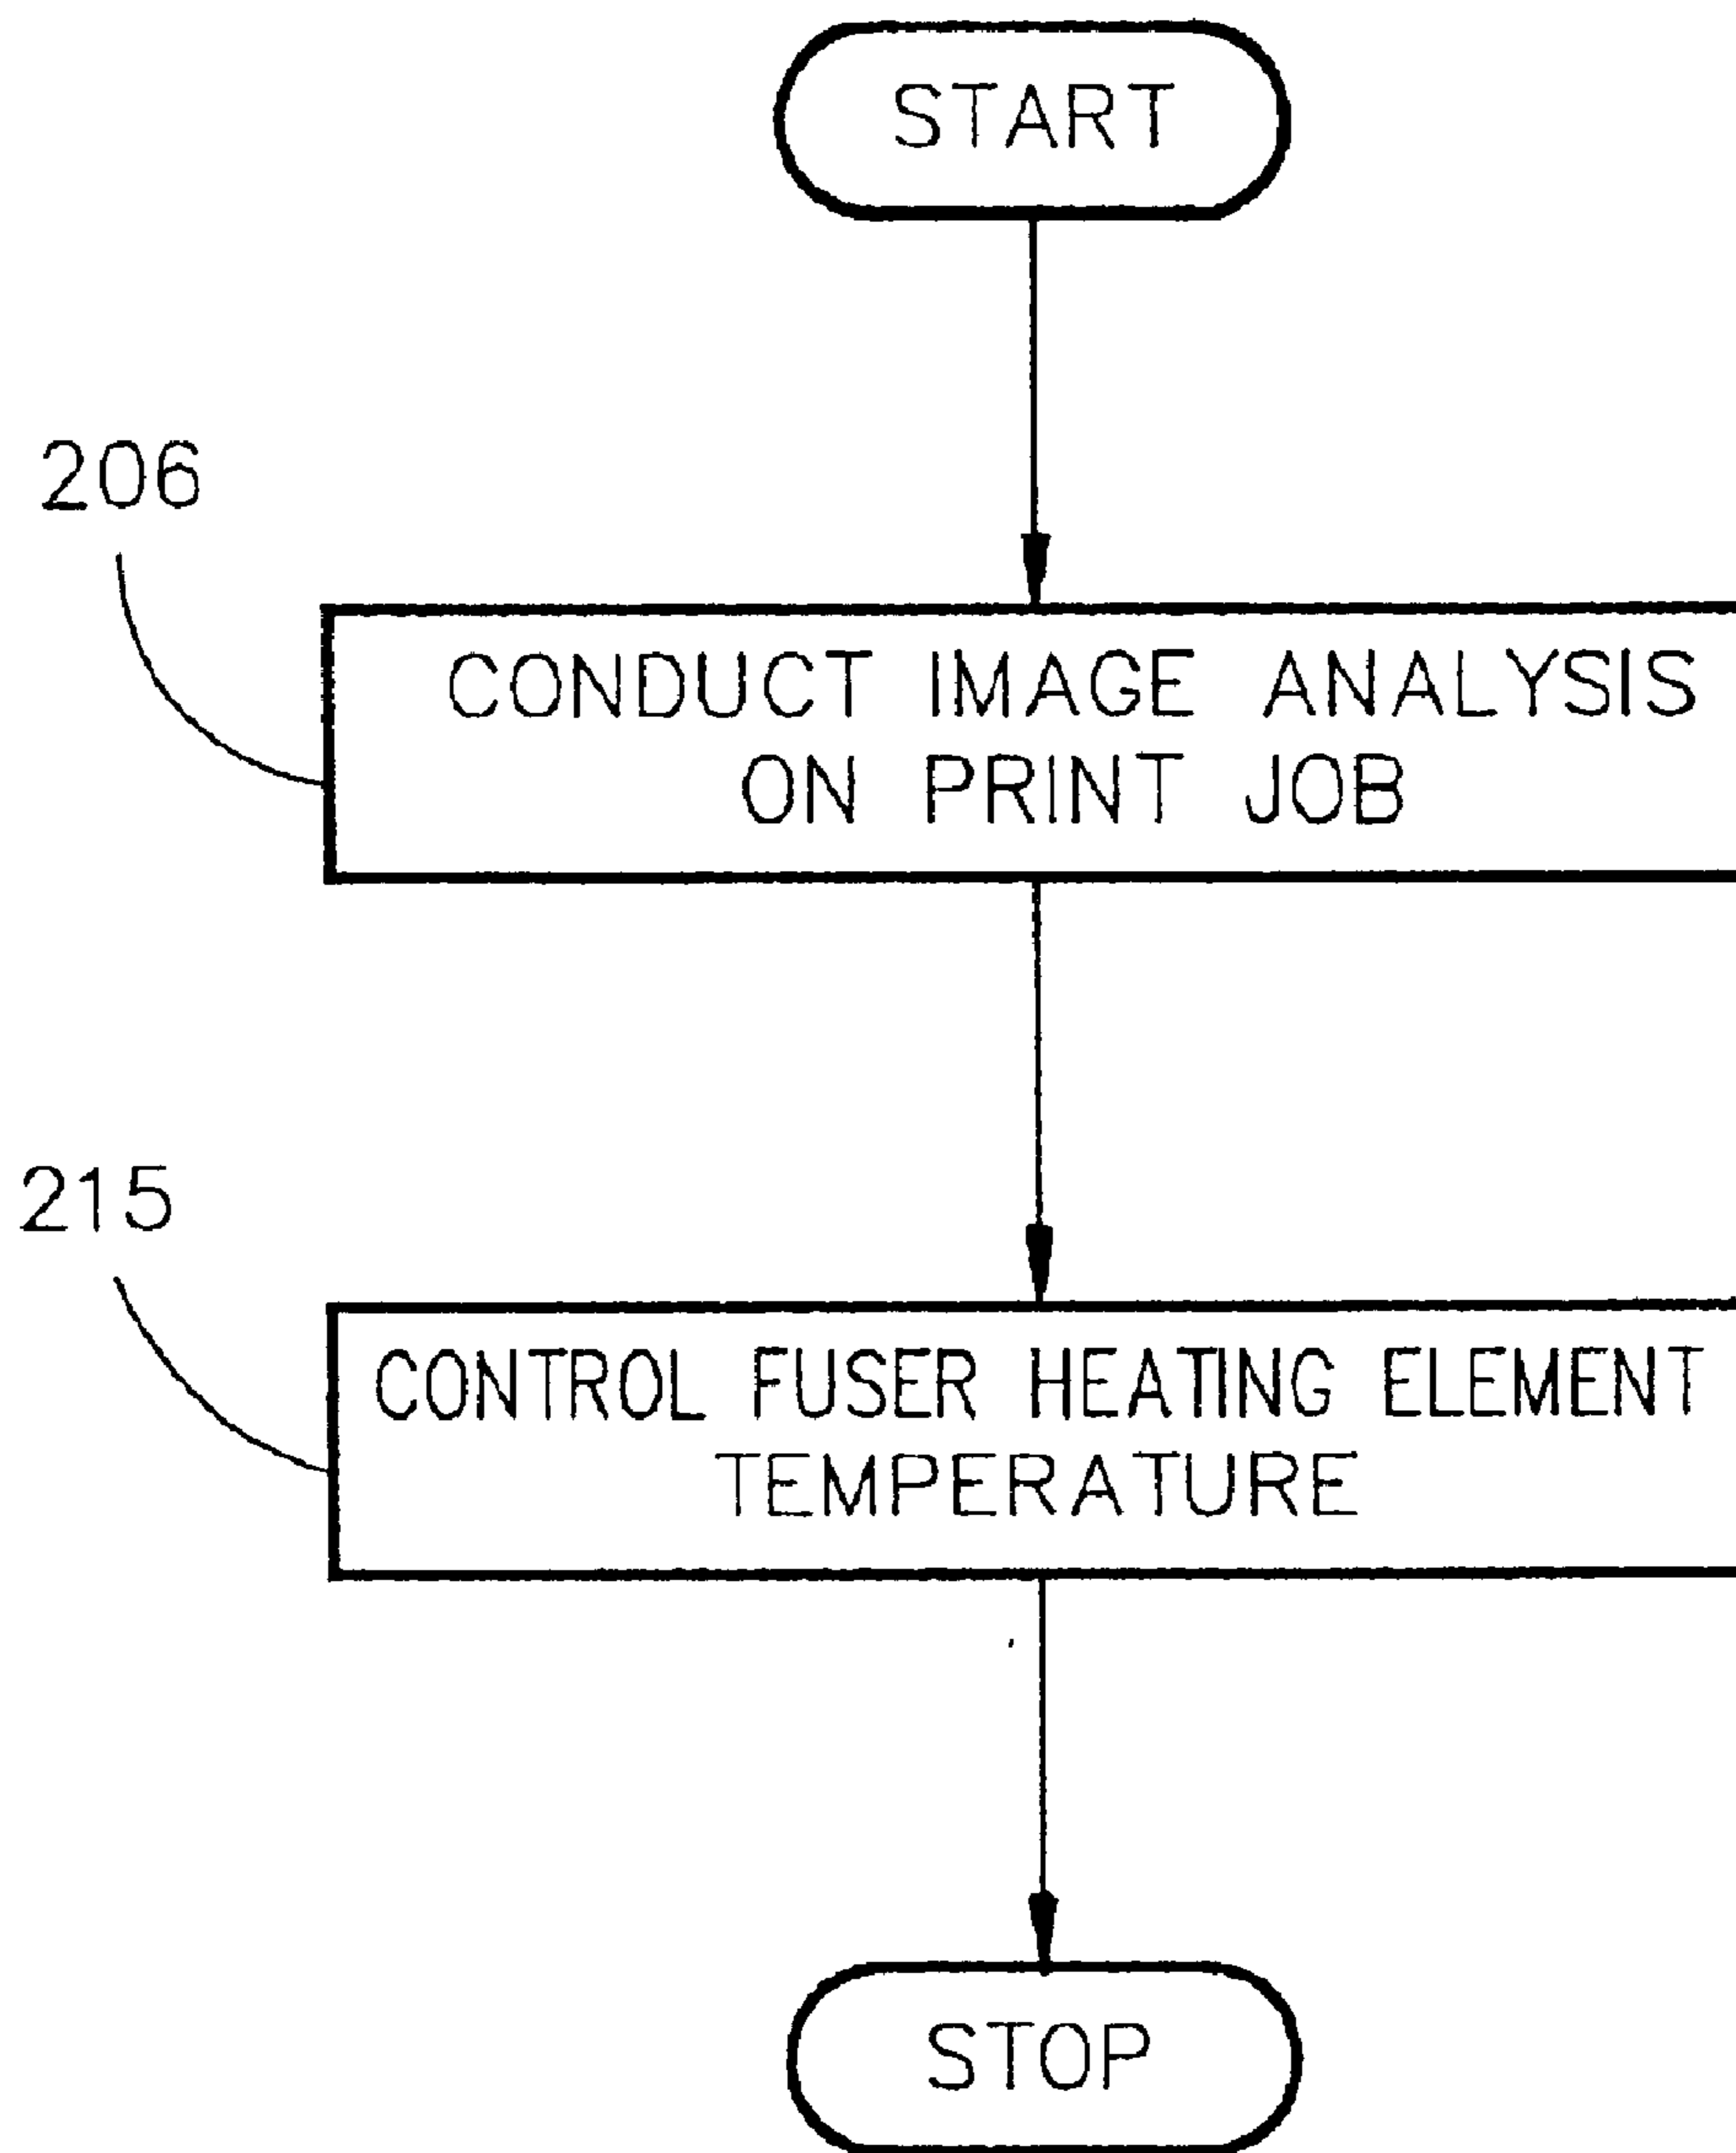 START
206
CONDUCT IMAGE ANALYSIS
ON PRINT JOB
215
CONTROL FUSER HEATING ELEMENT
TEMPERATURE
STOP